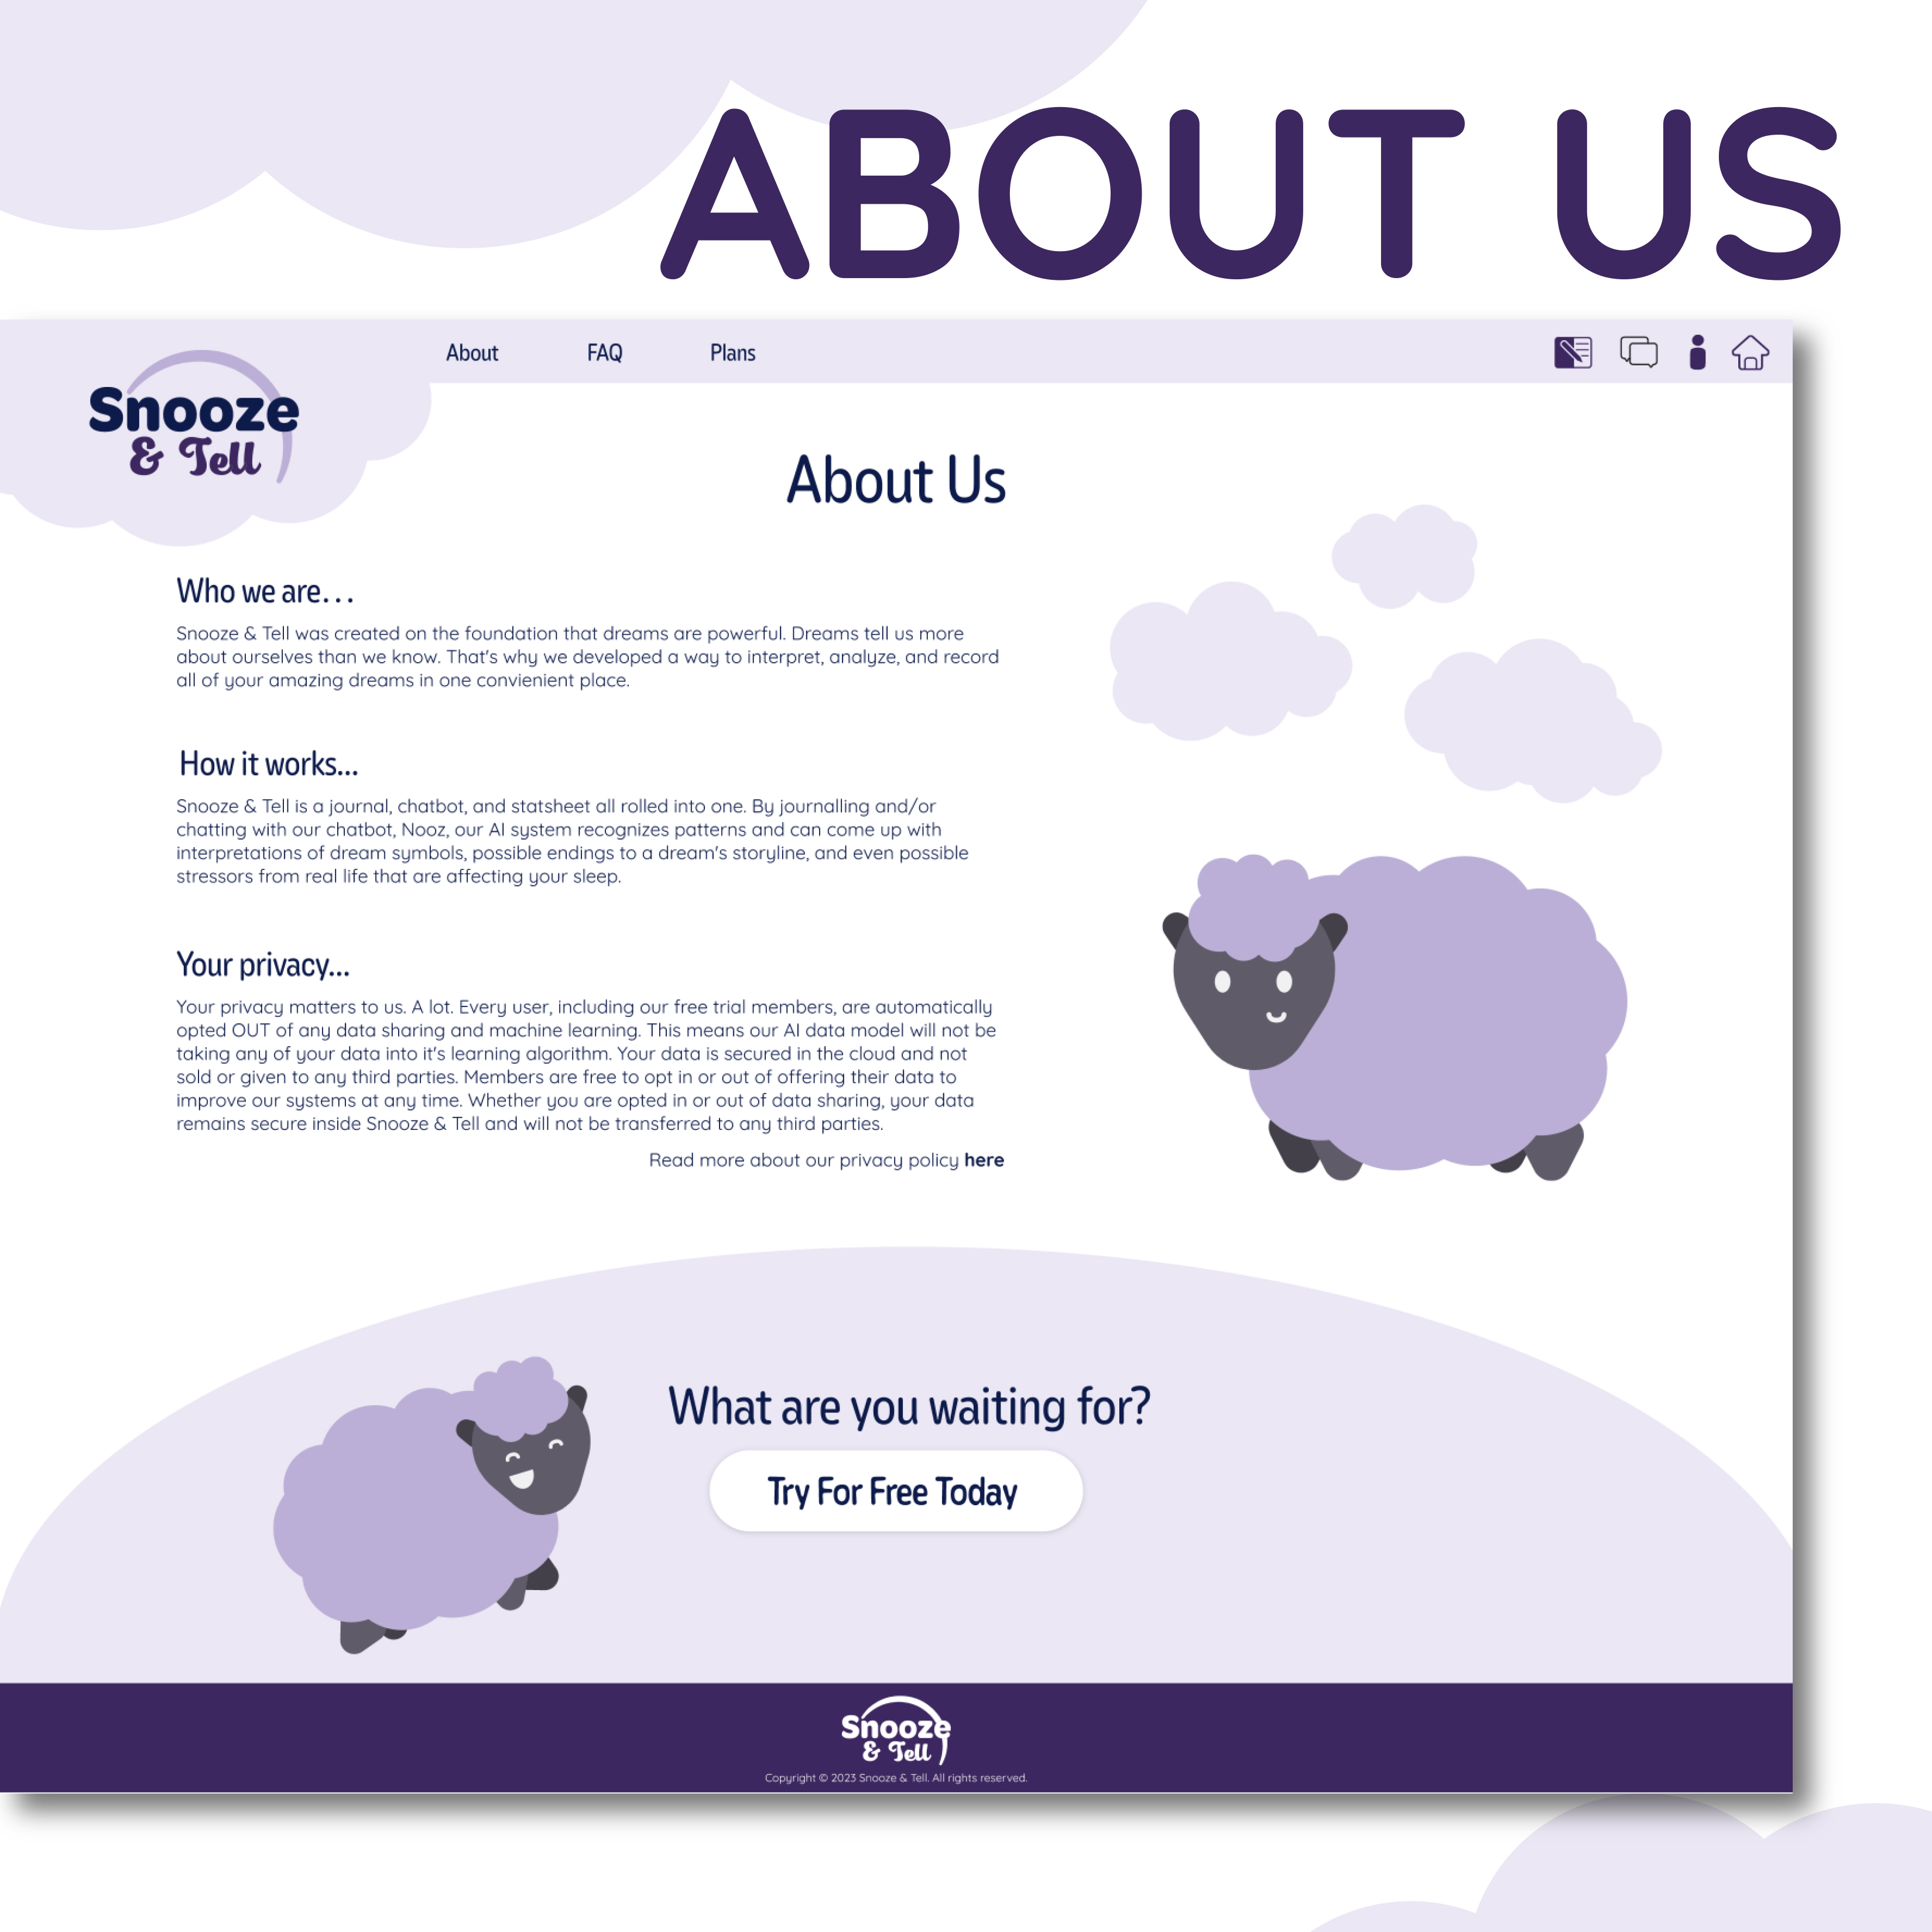 ABOUT US
Snooze
& Tell
About
FAQ
Plans
About Us
Who we are...
Snooze & Tell was created on the foundation that dreams are powerful. Dreams tell us more
about ourselves than we know. That's why we developed a way to interpret, analyze, and record
all of your amazing dreams in one convienient place.
How it works...
Snooze & Tell is a journal, chatbot, and statsheet all rolled into one. By journalling and/or
chatting with our chatbot, Nooz, our AI system recognizes patterns and can come up with
interpretations of dream symbols, possible endings to a dream's storyline, and even possible
stressors from real life that are affecting your sleep.
Your privacy...
Your privacy matters to us. A lot. Every user, including our free trial members, are automatically
opted OUT of any data sharing and machine learning. This means our AI data model will not be
taking any of your data into it's learning algorithm. Your data is secured in the cloud and not
sold or given to any third parties. Members are free to opt in or out of offering their data to
improve our systems at any time. Whether you are opted in or out of data sharing, your data
remains secure inside Snooze & Tell and will not be transferred to any third parties.
Read more about our privacy policy here
What are you waiting for?
Try For Free Today
Snooze
& Tell
Copyright © 2023 Snooze & Tell. All rights reserved.